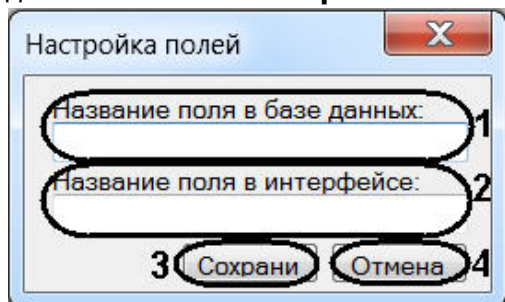 Настройка полей
Название поля в базе данных:
1
Название поля в интерфейсе:
2
3 Сохрани Отмена 4